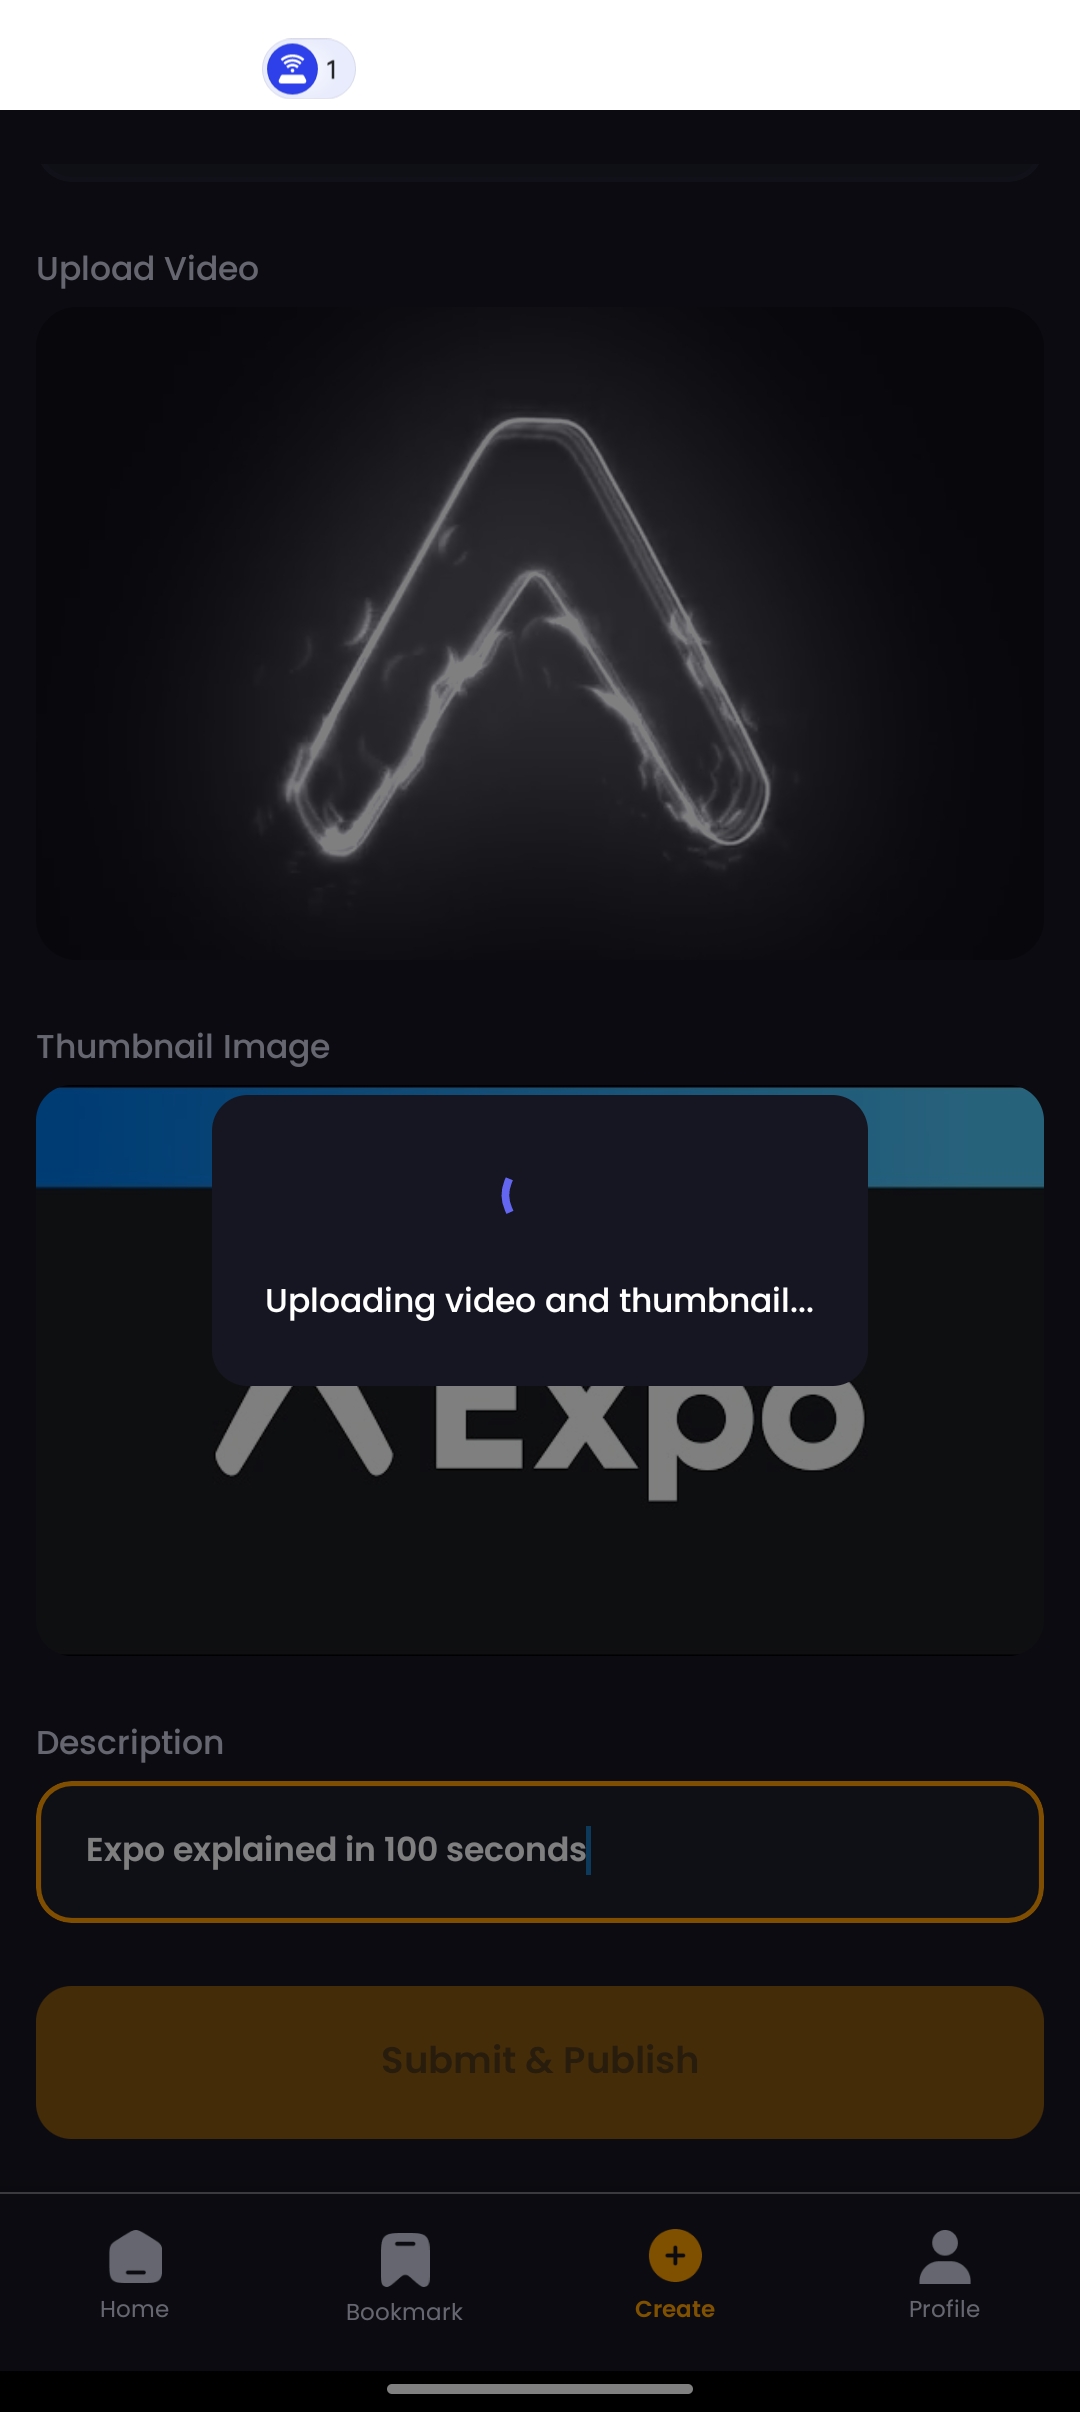 1
Upload Video
Thumbnail Image
Uploading video and thumbnail...
Expo
Description
Expo explained in 100 seconds
Submit & Publish
Home
Bookmark
Create
Profile